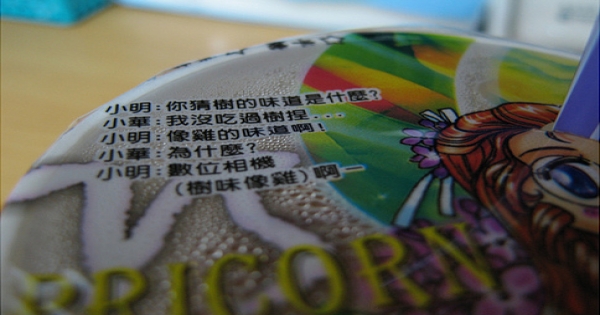 小明:你猜樹的味道是什麼?
小華:我沒吃過樹捏...
小明:像雞的味道啊!
小華:為什麼?
小明:數位相機
(樹味像雞)啊一
PRICORN